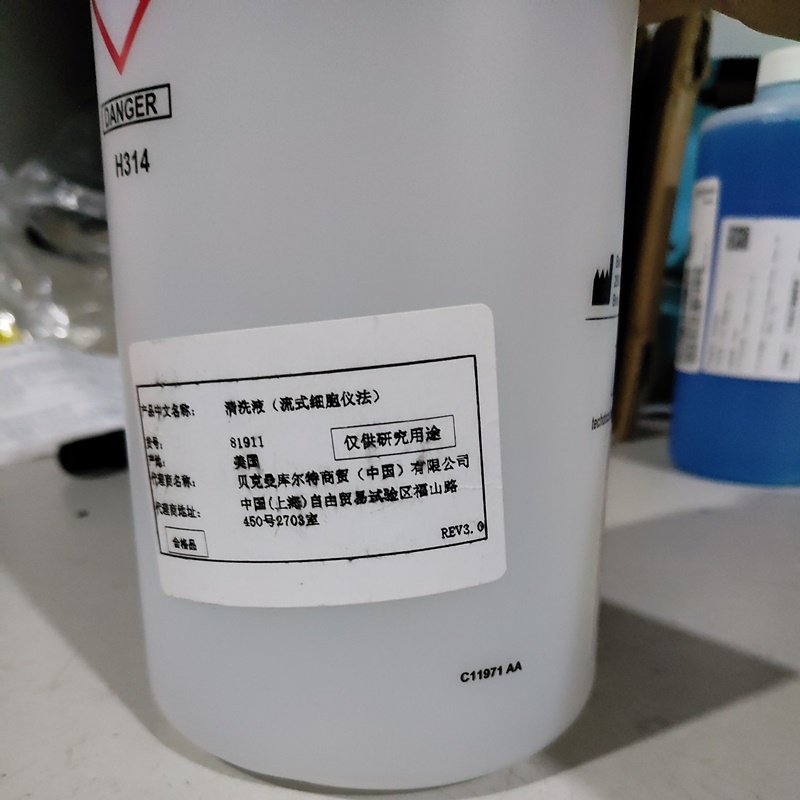 DANGER
H314
产品中文名称： 清洗液（流式细胞仪法）
货号： 81911
仅供研究用途
产地： 美国
代理商名称： 贝克曼库尔特商贸（中国）有限公司
代理商地址： 中国(上海)自由贸易试验区福山路
450号2703室
合格品
REV3.0
C11971 AA